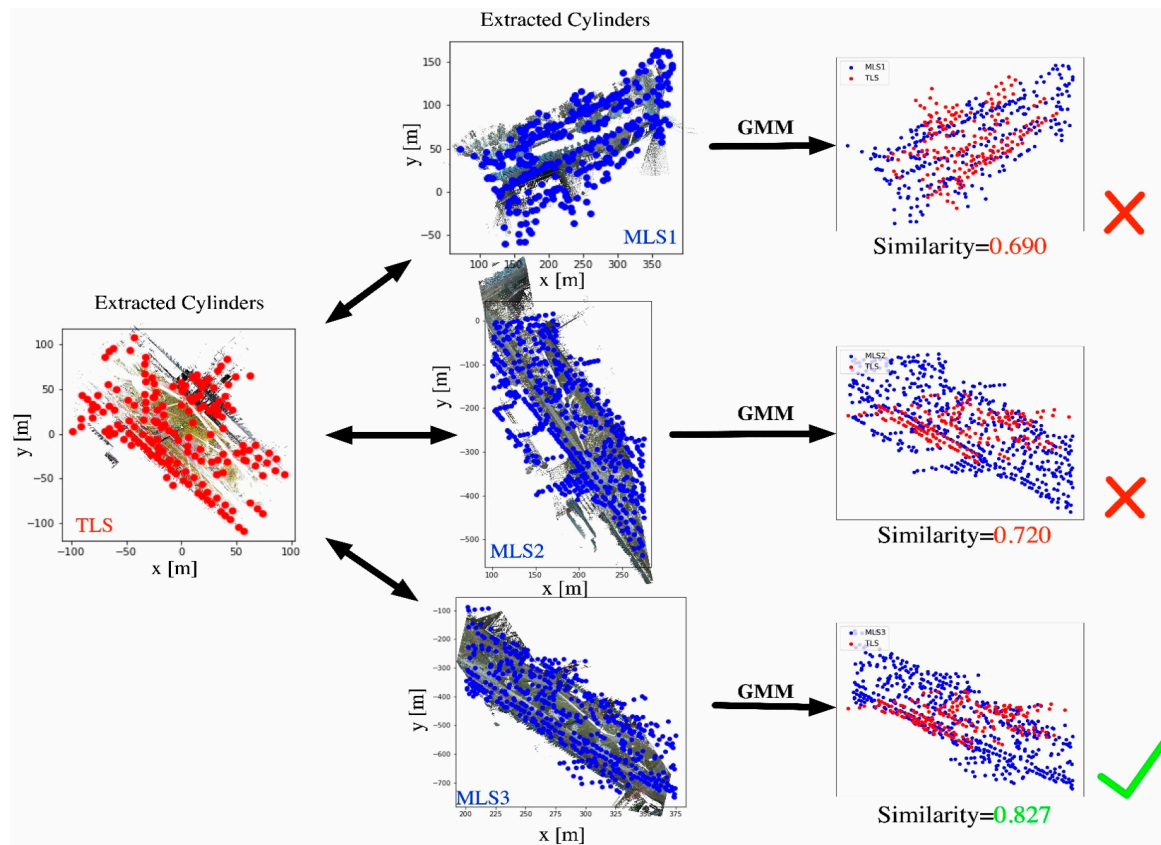 Extracted Cylinders
150
100
50
0
−50
y [m]
MLS1
100 150 200 250 300 350
x [m]
GMM
MLS1
TLS
Similarity=0.690
Extracted Cylinders
100
50
0
−50
−100
y [m]
TLS
−100 −50 0 50 100
x [m]
0
−100
−200
−300
−400
−500
y [m]
MLS2
100 150 200 250
x [m]
GMM
MLS2
TLS
Similarity=0.720
−100
−200
−300
−400
−500
−600
−700
y [m]
MLS3
200 225 250 275 300 325 350 375
x [m]
GMM
MLS3
TLS
Similarity=0.827